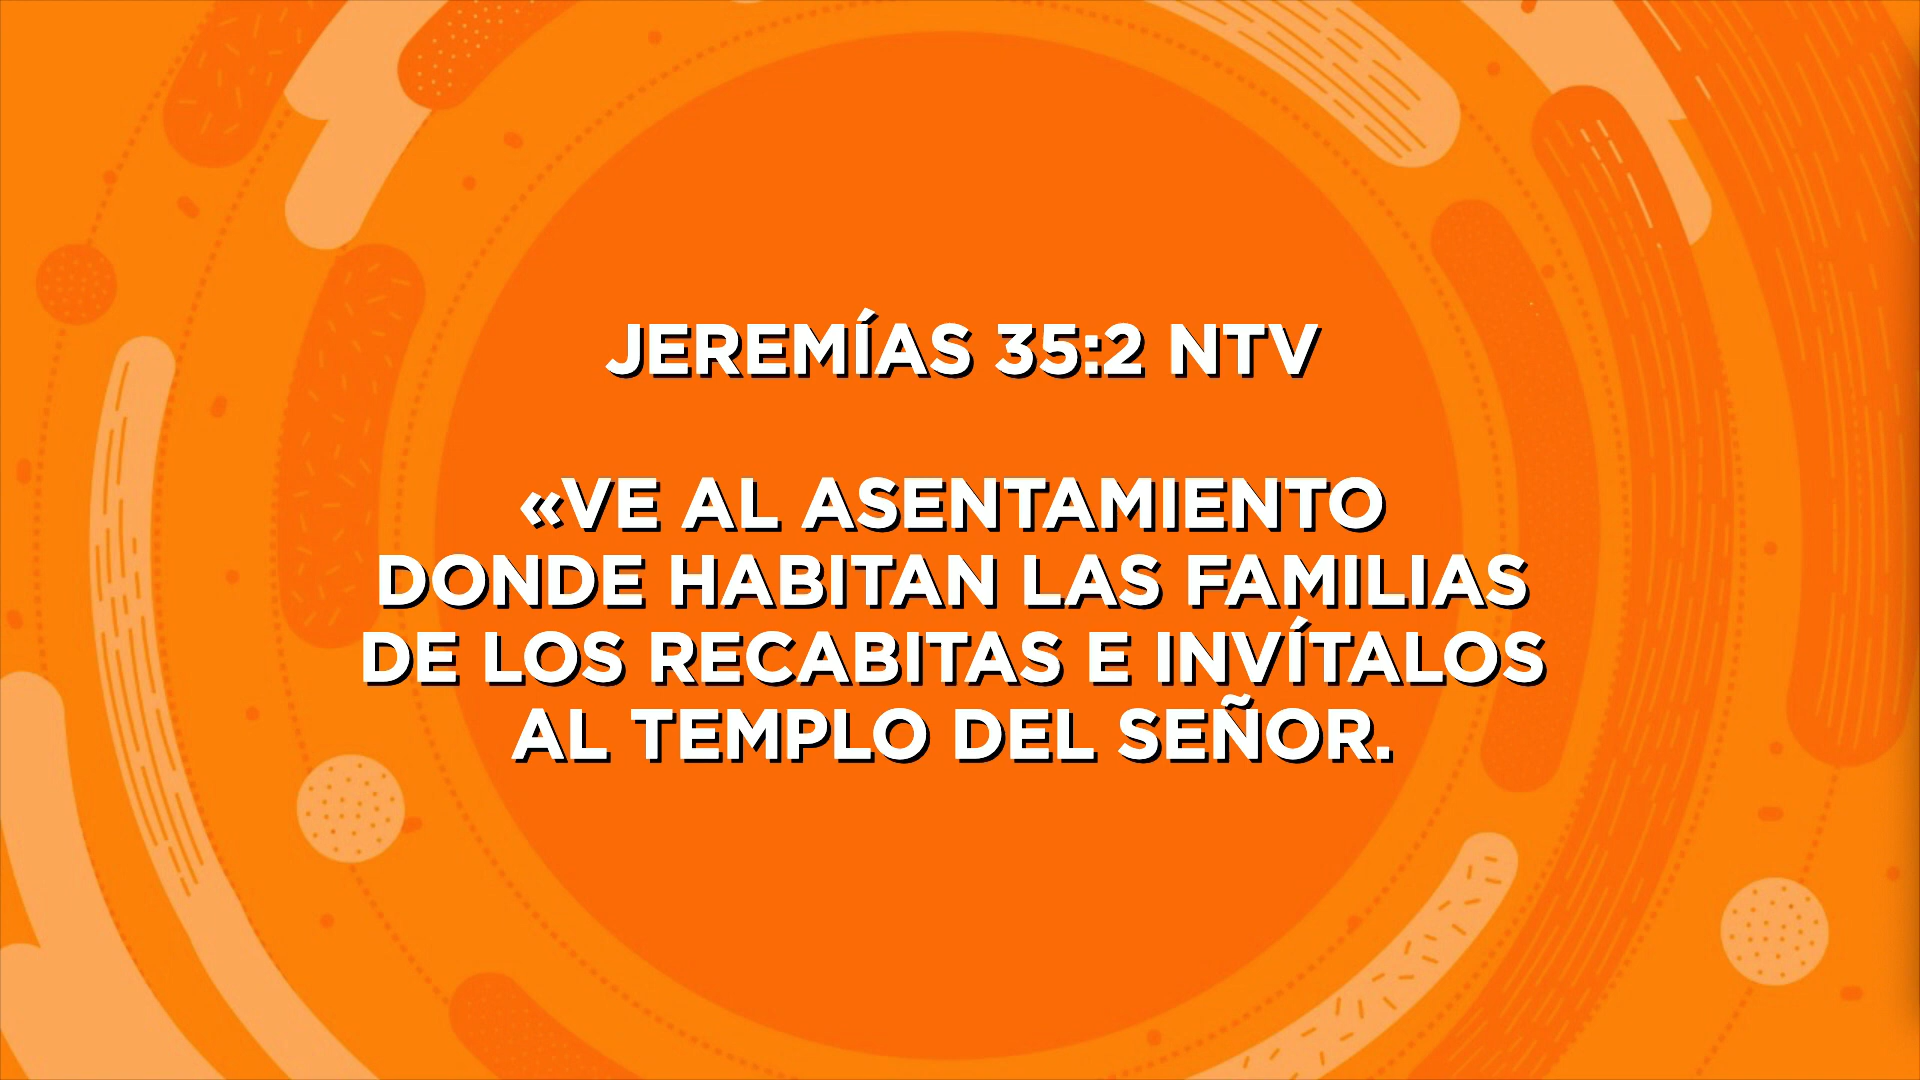 JEREMÍAS 35:2 NTV
«VE AL ASENTAMIENTO
DONDE HABITAN LAS FAMILIAS
DE LOS RECABITAS E INVÍTALOS
AL TEMPLO DEL SEÑOR.